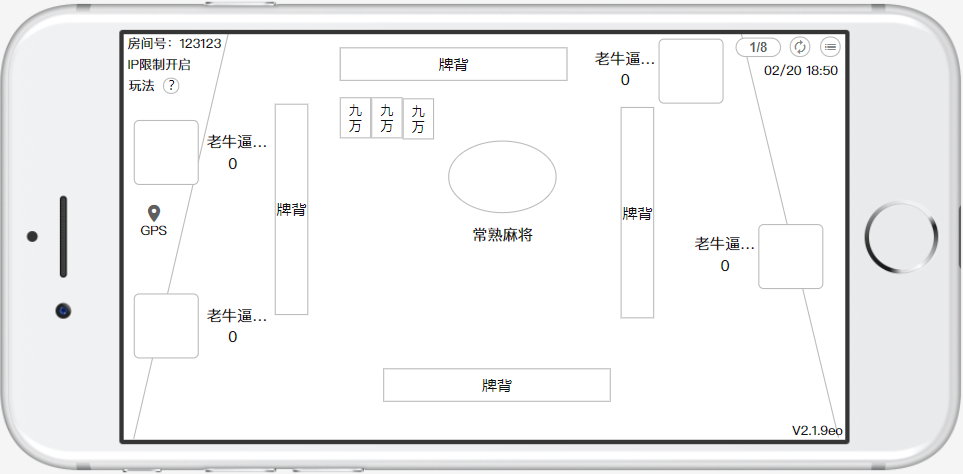 房间号：123123
IP限制开启
玩法 ?
牌背
老牛逼...
0
1/8
02/20 18:50
九万
九万
九万
老牛逼...
0
牌背
牌背
GPS
常熟麻将
老牛逼...
0
老牛逼...
0
牌背
V2.1.9eo